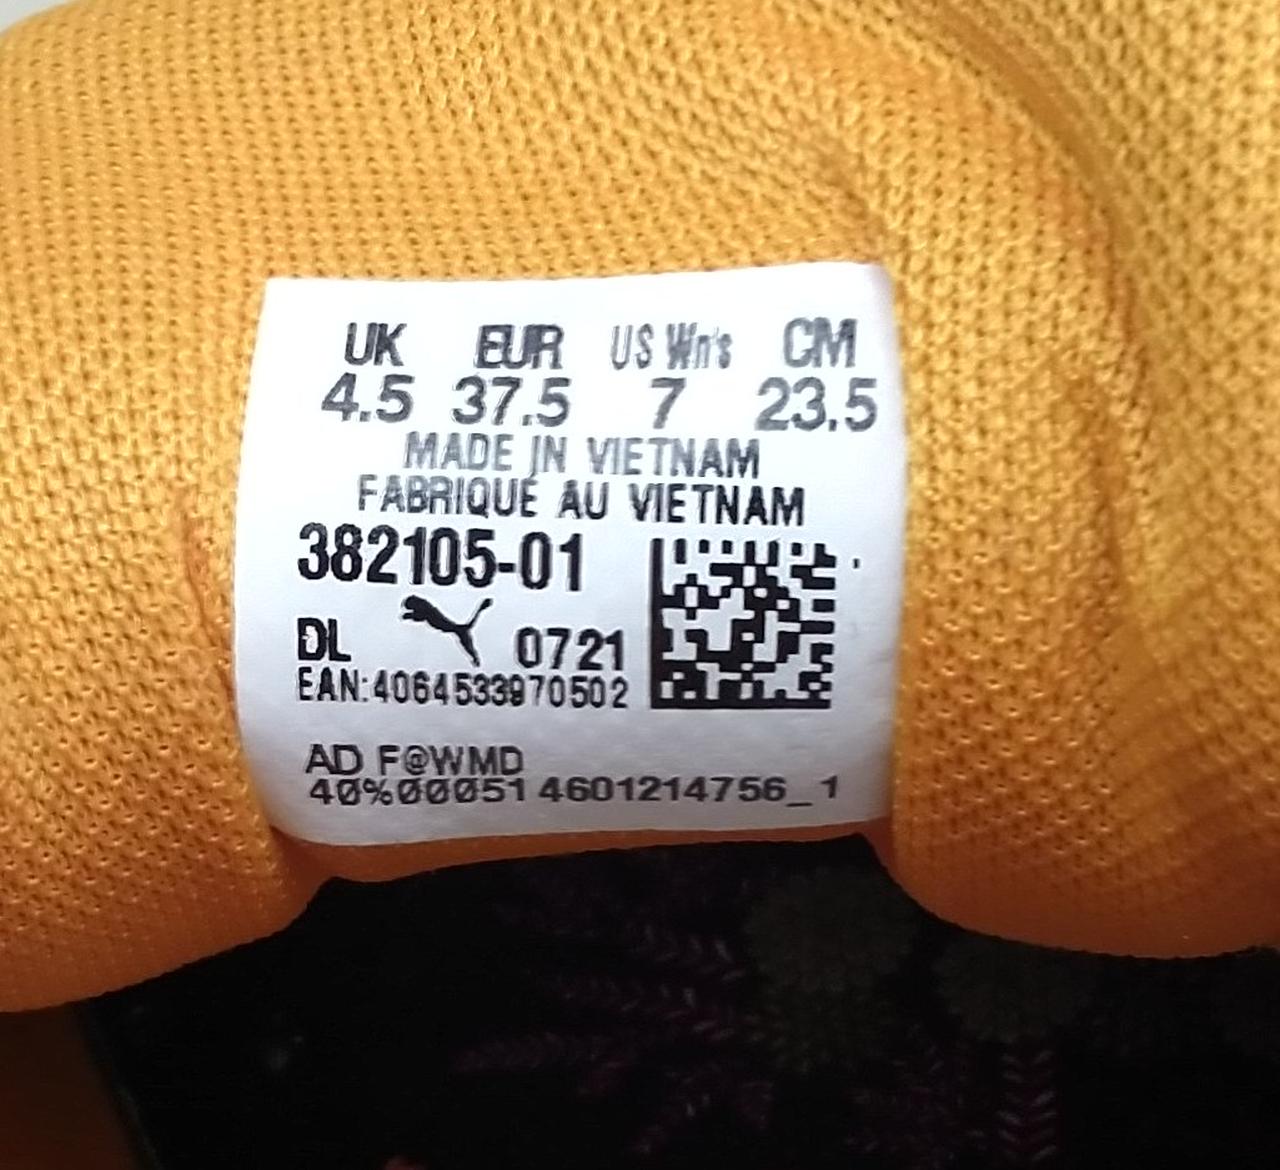 UK EUR US Wn's CM
4.5 37.5 7 23.5
MADE IN VIETNAM
FABRIQUE AU VIETNAM
382105-01
DL 0721
EAN:4064533970502
AD F@WMD
40%00051 4601214756_1